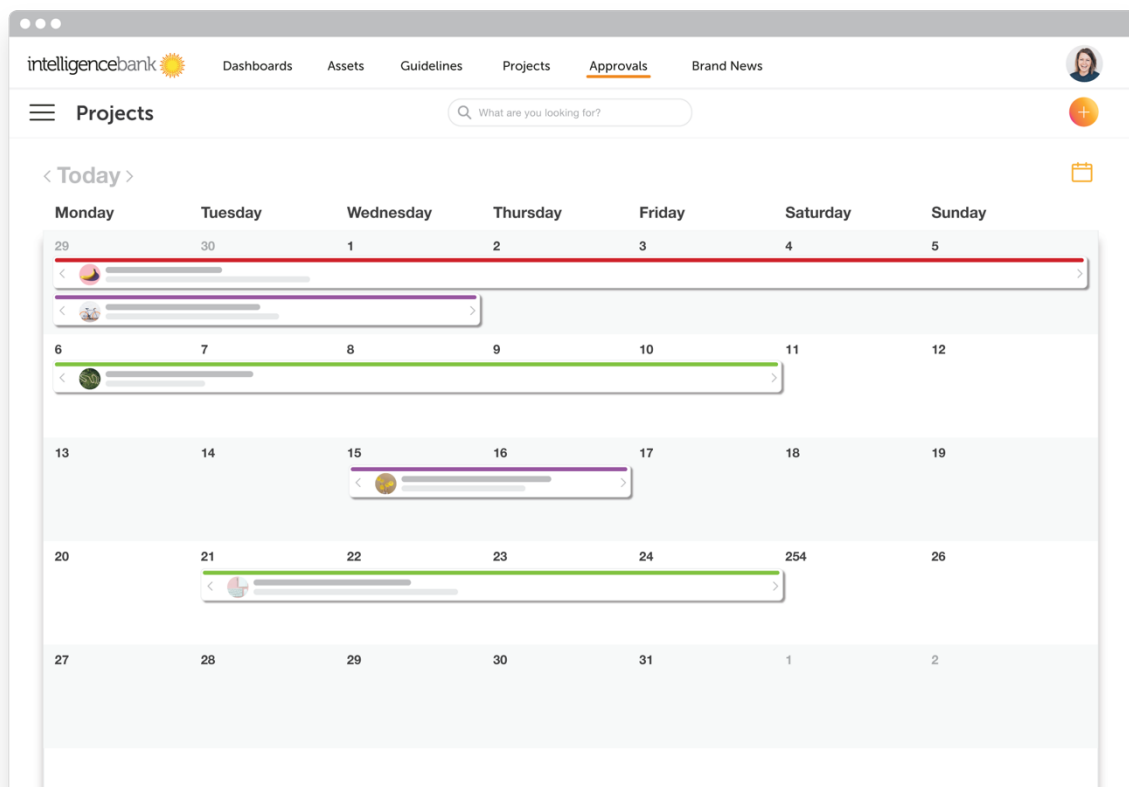 intelligencebank Dashboards Assets Guidelines Projects Approvals Brand News
Projects What are you looking for?
< Today >
Monday Tuesday Wednesday Thursday Friday Saturday Sunday
29 30 1 2 3 4 5
6 7 8 9 10 11 12
13 14 15 16 17 18 19
20 21 22 23 24 254 26
27 28 29 30 31 1 2